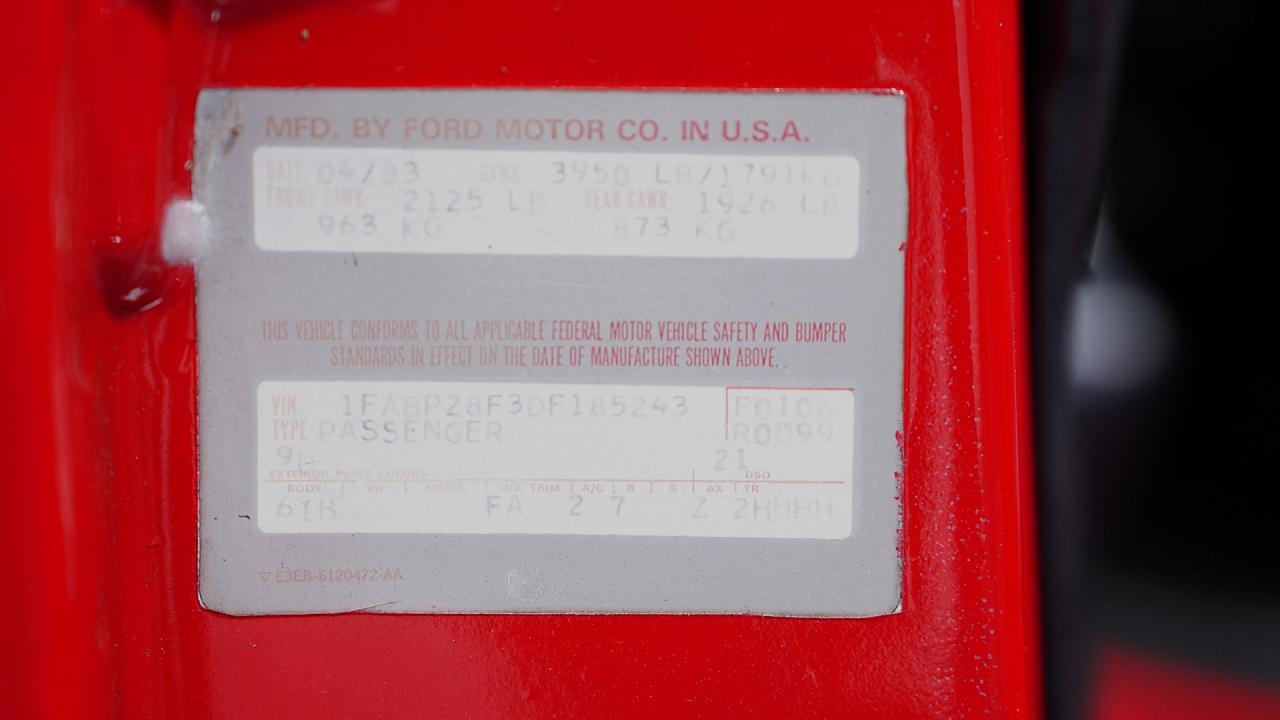 MFD. BY FORD MOTOR CO. IN U.S.A.
DATE: 04/83 GVWR: 3950 LB/1791KG
FRONT GAWR: 2125 LB REAR GAWR: 1926 LB
963 KG 873 KG
THIS VEHICLE CONFORMS TO ALL APPLICABLE FEDERAL MOTOR VEHICLE SAFETY AND BUMPER
STANDARDS IN EFFECT ON THE DATE OF MANUFACTURE SHOWN ABOVE.
VIN 1FABP28F3DF185243 F0106
TYPE PASSENGER R0099
21
EXTERIOR PAINT COLORS DSO
BODY VR MLDG. INT. TRIM A/C R S AX TR
61B FA 2 7 Z 2HHHH
▽ E3EB-6120472-AA